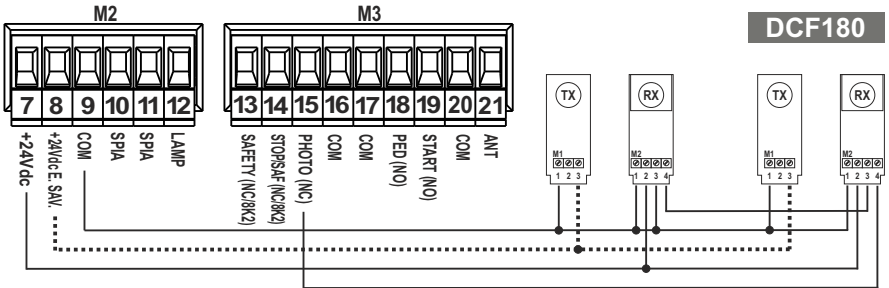 M2 M3
DCF180
7 8 9 10 11 12 13 14 15 16 17 18 19 20 21
+24Vdc
+24Vdc E. SAV.
COM
SPIA
SPIA
LAMP
SAFETY (NC/8K2)
STOP/SAF (NC/8K2)
PHOTO (NC)
COM
COM
PED (NO)
START (NO)
COM
ANT
TX RX TX RX
M1 M2 M1 M2
1 2 3 1 2 3 4 1 2 3 1 2 3 4